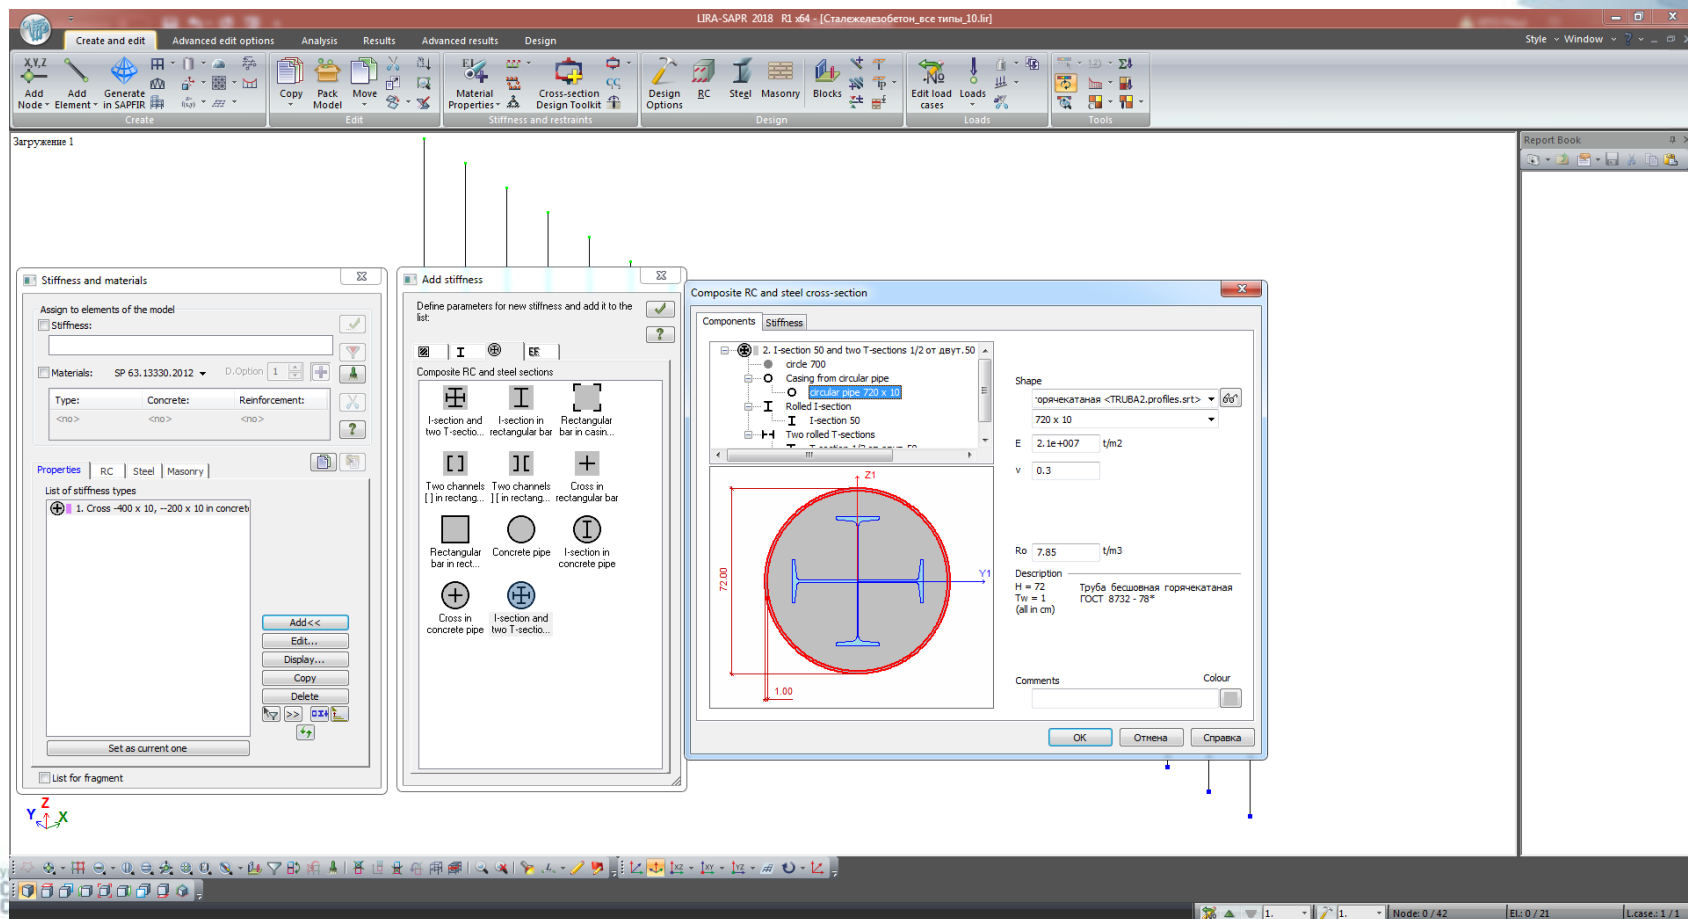 LIRA-SAPR 2018 R1 x64 - [Сталежелезобетон_все типы_10.lir]
Create and edit
Advanced edit options
Analysis
Results
Advanced results
Design
Style
Window
Add Node
Add Element
Generate in SAPFIR
Copy
Pack Model
Move
Material Properties
Cross-section Design Toolkit
Design Options
RC
Steel
Masonry
Blocks
Edit load cases
Loads
Create
Edit
Stiffness and restraints
Design
Loads
Tools
Загружение 1
Report Book
Stiffness and materials
Assign to elements of the model
Stiffness:
Materials:
SP 63.13330.2012
D.Option
1
Type:
Concrete:
Reinforcement:
<no>
<no>
<no>
Properties
RC
Steel
Masonry
List of stiffness types
1. Cross -400 x 10, --200 x 10 in concret
Add<<
Edit...
Display...
Copy
Delete
>>
Set as current one
List for fragment
Add stiffness
Define parameters for new stiffness and add it to the
list:
Composite RC and steel sections
I-section and
two T-sectio...
I-section in
rectangular bar
Rectangular
bar in casin...
Two channels
[ ] in rectang...
Two channels
] [ in rectang...
Cross in
rectangular bar
Rectangular
bar in rect...
Concrete pipe
I-section in
concrete pipe
Cross in
concrete pipe
I-section and
two T-sectio...
Composite RC and steel cross-section
Components
Stiffness
2. I-section 50 and two T-sections 1/2 от двут.50
circle 700
Casing from circular pipe
circular pipe 720 x 10
Rolled I-section
I-section 50
Two rolled T-sections
Z1
Y1
72.00
1.00
Shape
орячекатаная <TRUBA2.profiles.srt>
720 x 10
E 2.1e+007 t/m2
v 0.3
Ro 7.85 t/m3
Description
H = 72
Tw = 1
(all in cm)
Труба бесшовная горячекатаная
ГОСТ 8732 - 78*
Comments
Colour
OK
Отмена
Справка
Z
Y
X
1.
1.
Node: 0 / 42
El.: 0 / 21
L.case.: 1 / 1